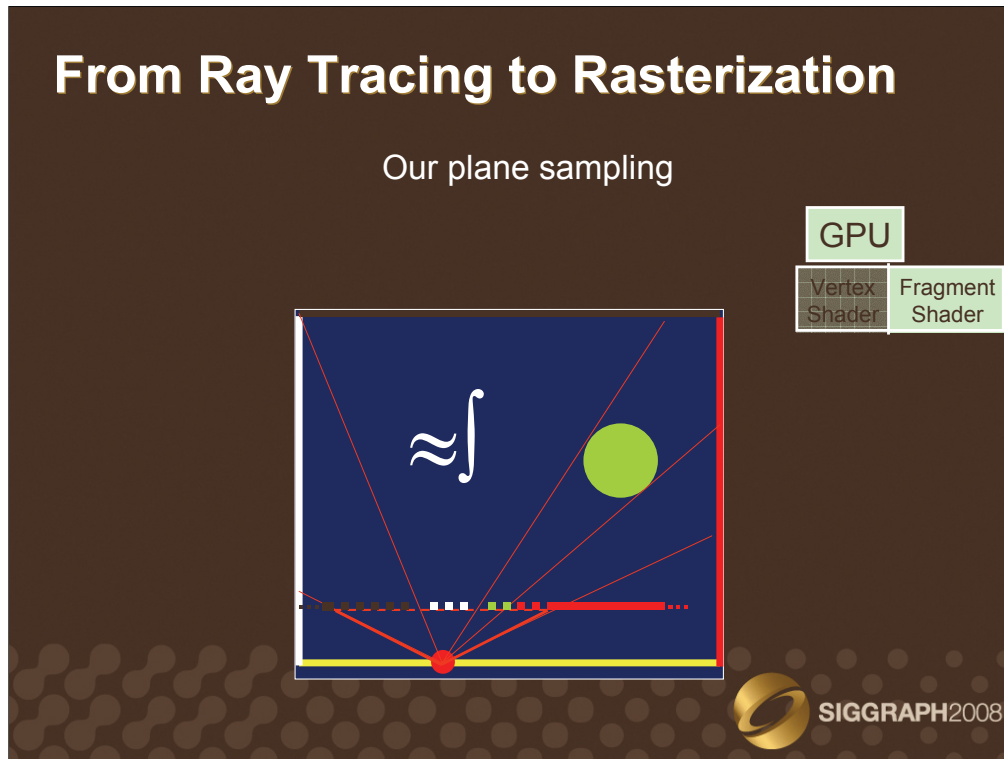 From Ray Tracing to Rasterization
Our plane sampling
GPU
Vertex Fragment
Shader Shader
≈∫
SIGGRAPH2008